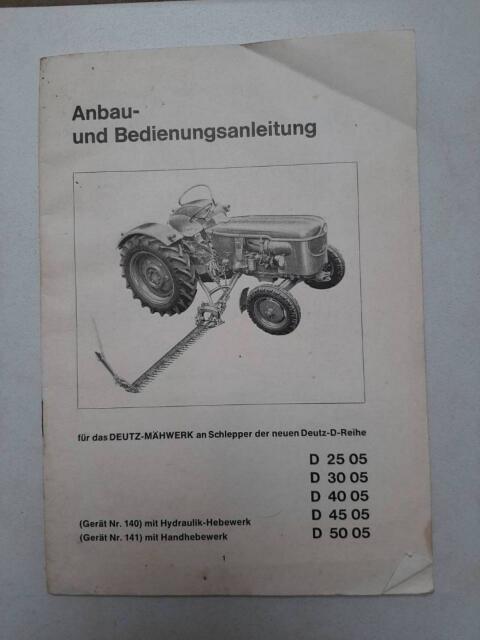 Anbau-
und Bedienungsanleitung
für das DEUTZ-MÄHWERK an Schlepper der neuen Deutz-D-Reihe
D 25 05
D 30 05
D 40 05
D 45 05
D 50 05
(Gerät Nr. 140) mit Hydraulik-Hebewerk
(Gerät Nr. 141) mit Handhebewerk
1